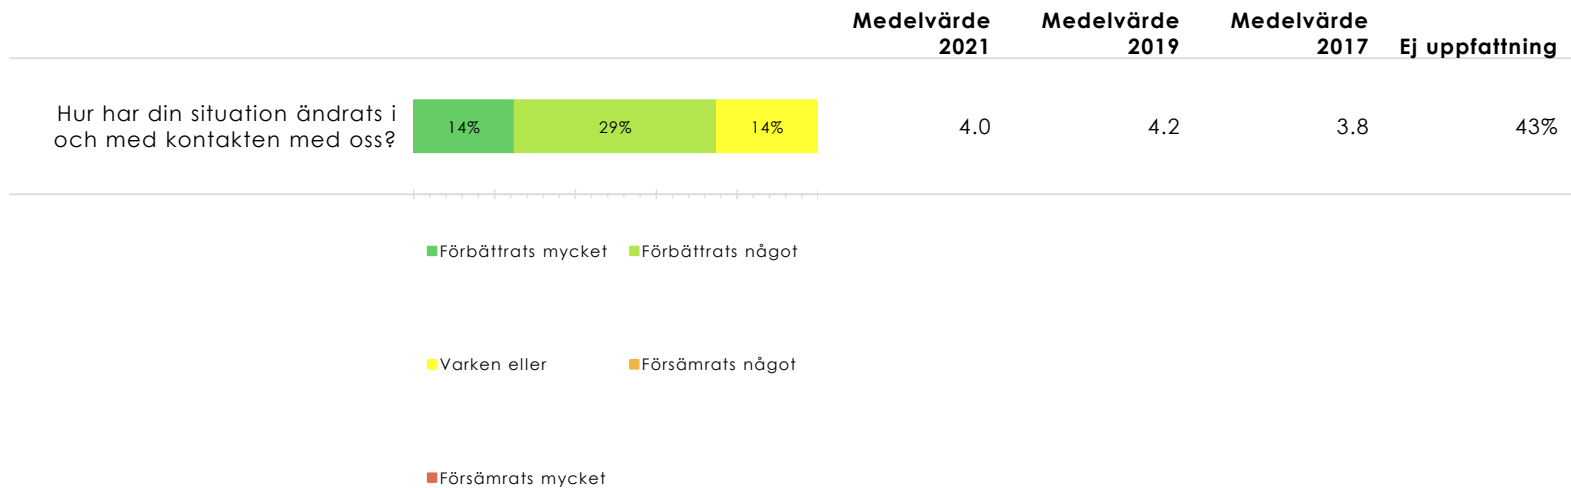 Medelvärde 2021
Medelvärde 2019
Medelvärde 2017
Ej uppfattning
Hur har din situation ändrats i
och med kontakten med oss?
14%
29%
14%
4.0
4.2
3.8
43%
Förbättrats mycket
Förbättrats något
Varken eller
Försämrats något
Försämrats mycket